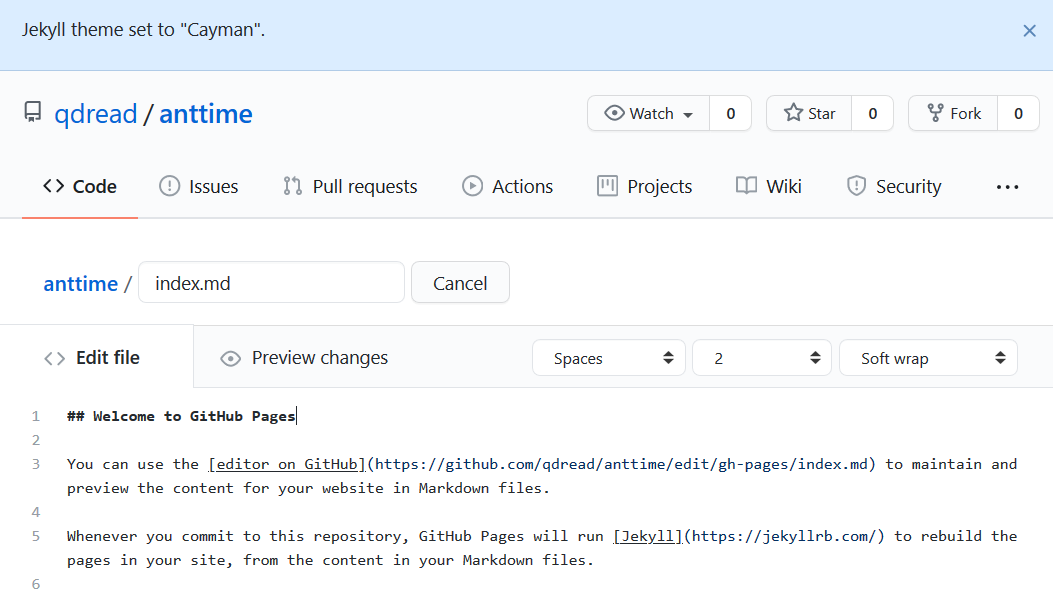 Jekyll theme set to "Cayman".
qdread / anttime
Watch 0 Star 0 Fork 0
Code Issues Pull requests Actions Projects Wiki Security
anttime / index.md Cancel
Edit file Preview changes Spaces 2 Soft wrap
1 ## Welcome to GitHub Pages
2
3 You can use the [editor on GitHub](https://github.com/qdread/anttime/edit/gh-pages/index.md) to maintain and
preview the content for your website in Markdown files.
4
5 Whenever you commit to this repository, GitHub Pages will run [Jekyll](https://jekyllrb.com/) to rebuild the
pages in your site, from the content in your Markdown files.
6